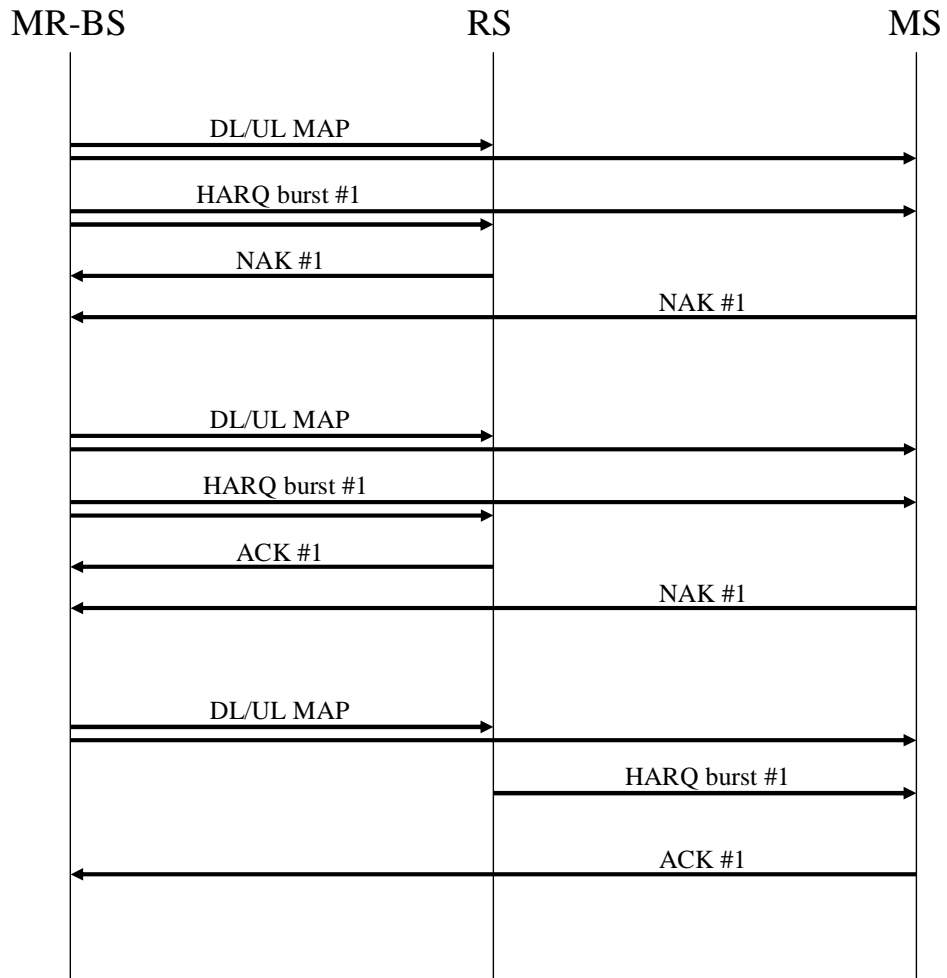 MR-BS RS MS
DL/UL MAP
HARQ burst #1
NAK #1
NAK #1
DL/UL MAP
HARQ burst #1
ACK #1
NAK #1
DL/UL MAP
HARQ burst #1
ACK #1